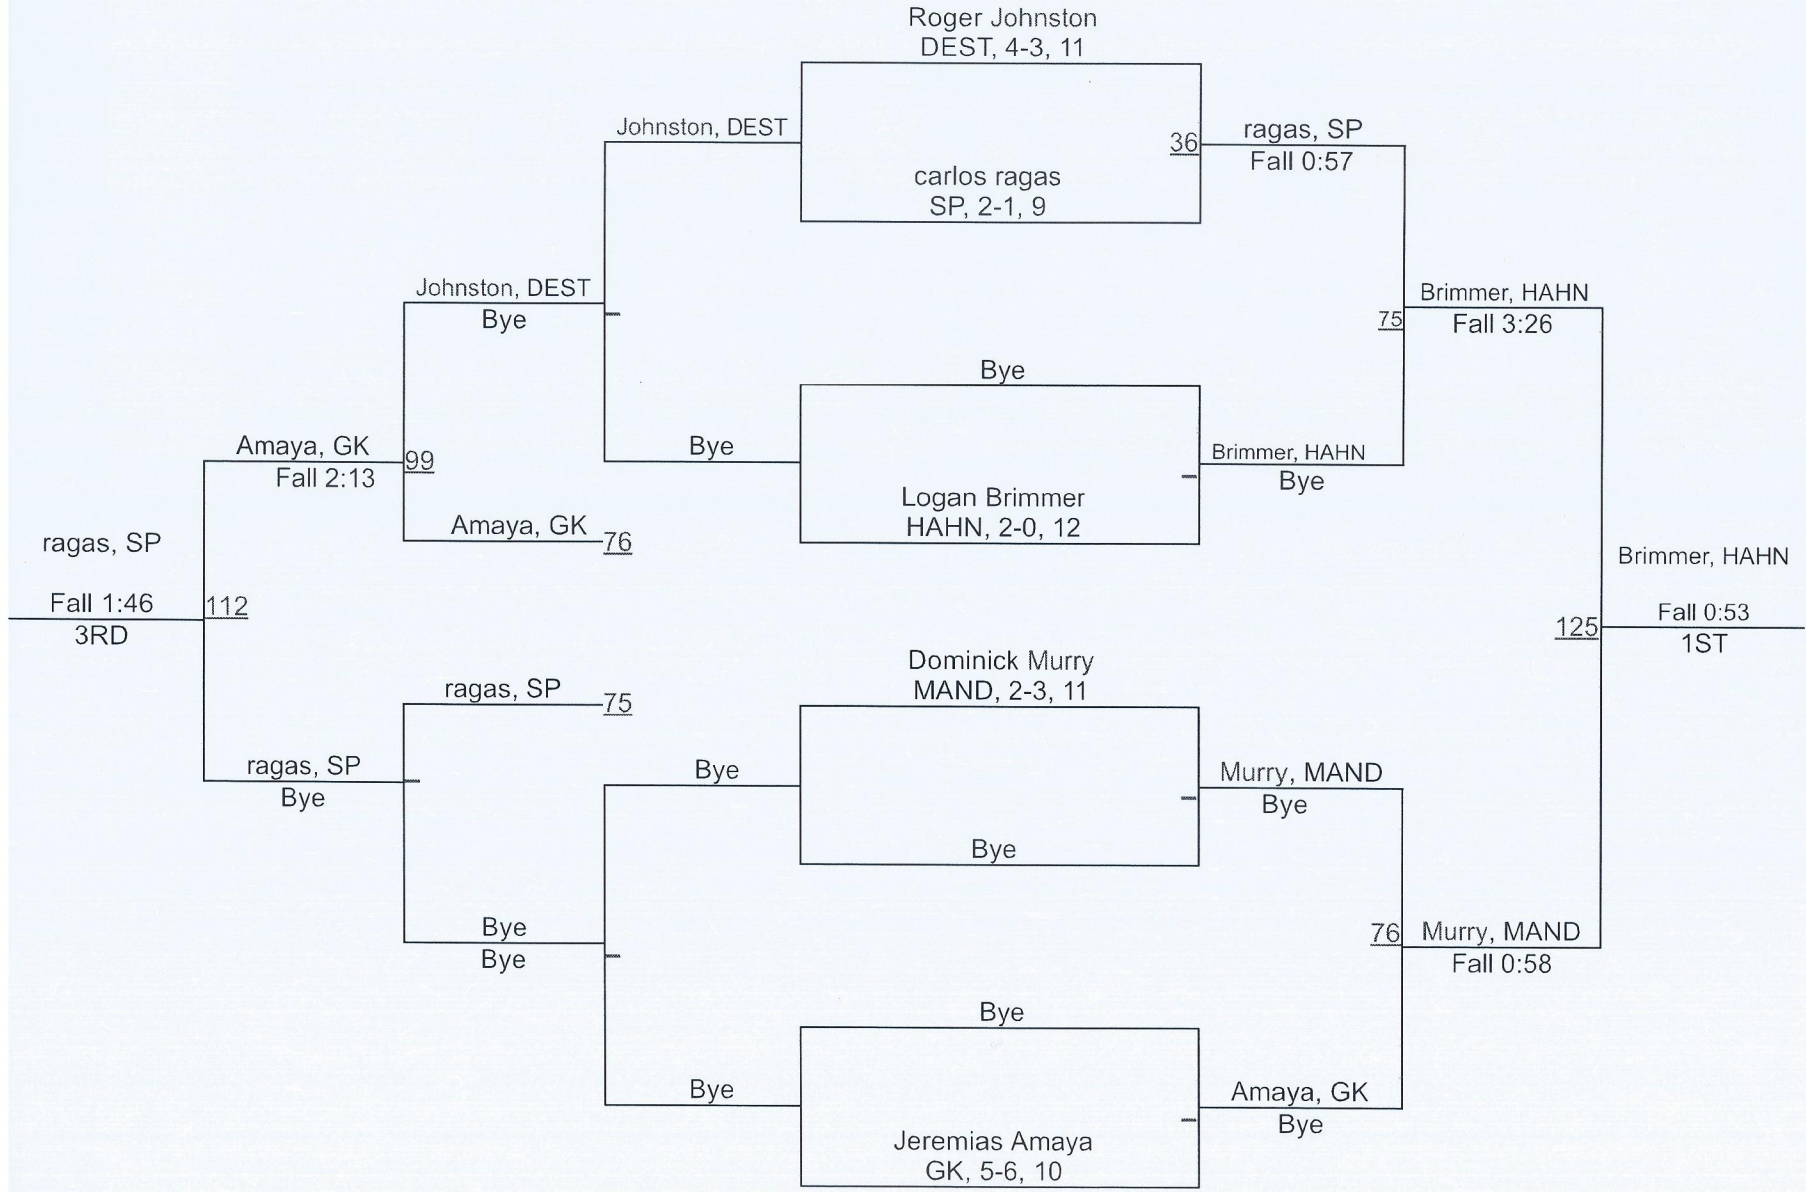 Roger Johnston
DEST, 4-3, 11
Johnston, DEST
36
ragas, SP
Fall 0:57
carlos ragas
SP, 2-1, 9
Johnston, DEST
Bye
Brimmer, HAHN
75
Fall 3:26
Bye
Amaya, GK
99
Fall 2:13
Bye
Brimmer, HAHN
Bye
Logan Brimmer
HAHN, 2-0, 12
Amaya, GK
76
ragas, SP
Fall 1:46
112
3RD
Brimmer, HAHN
Fall 0:53
125
1ST
Dominick Murry
MAND, 2-3, 11
ragas, SP
75
ragas, SP
Bye
Bye
Murry, MAND
Bye
Bye
Bye
Bye
76
Murry, MAND
Fall 0:58
Bye
Bye
Amaya, GK
Bye
Jeremias Amaya
GK, 5-6, 10